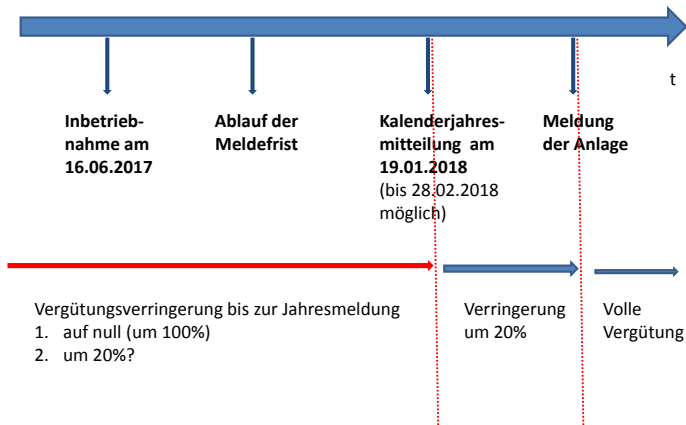 t
Inbetrieb-
nahme am
16.06.2017
Ablauf der
Meldefrist
Kalenderjahres-
mitteilung am
19.01.2018
(bis 28.02.2018
möglich)
Meldung
der Anlage
Vergütungsverringerung bis zur Jahresmeldung
1. auf null (um 100%)
2. um 20%?
Verringerung
um 20%
Volle
Vergütung